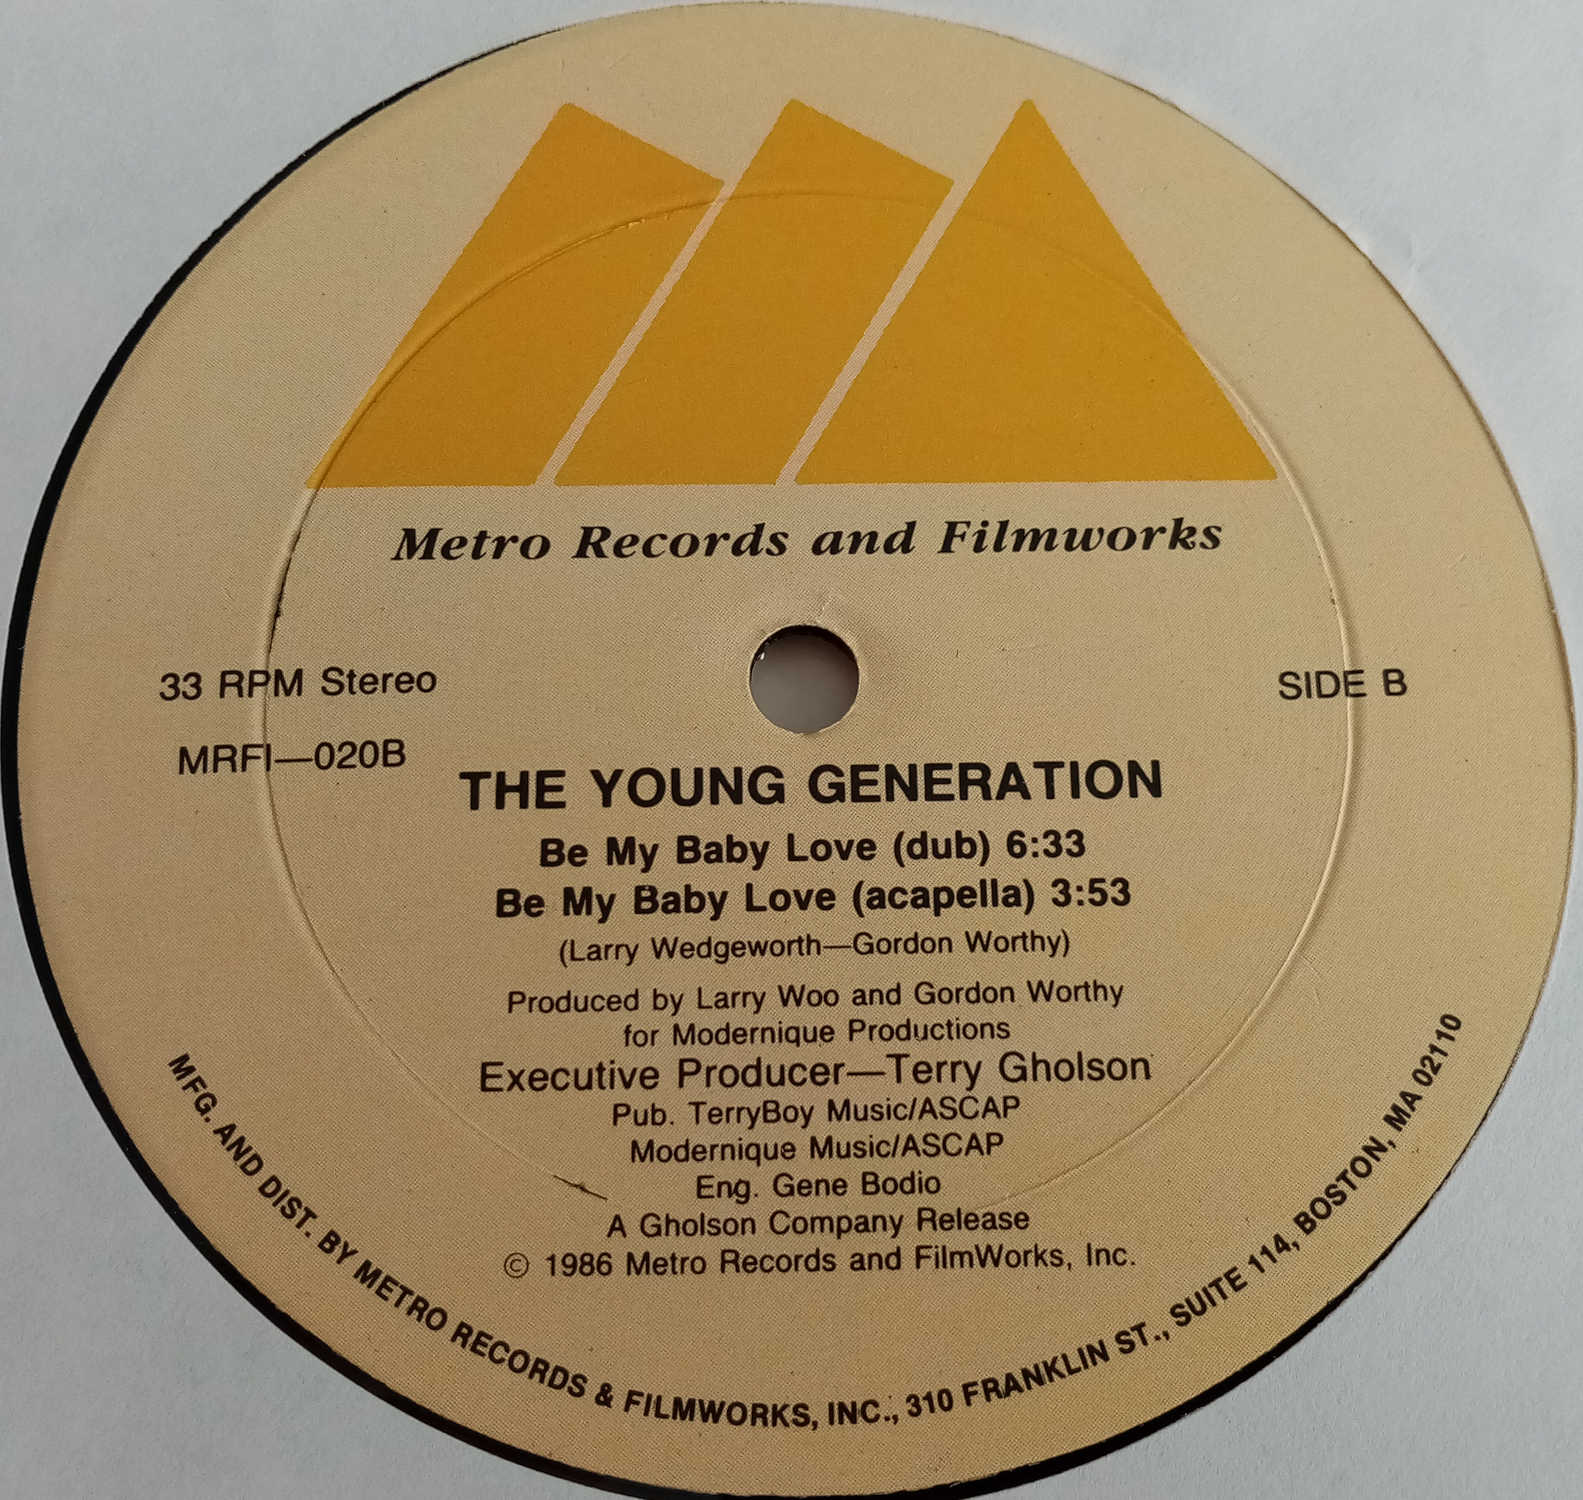 Metro Records and Filmworks
33 RPM Stereo
SIDE B
MRFI—020B
THE YOUNG GENERATION
Be My Baby Love (dub) 6:33
Be My Baby Love (acapella) 3:53
(Larry Wedgeworth—Gordon Worthy)
Produced by Larry Woo and Gordon Worthy
for Modernique Productions
Executive Producer—Terry Gholson
Pub. TerryBoy Music/ASCAP
Modernique Music/ASCAP
Eng. Gene Bodio
A Gholson Company Release
© 1986 Metro Records and FilmWorks, Inc.
MFG. AND DIST. BY METRO RECORDS & FILMWORKS, INC., 310 FRANKLIN ST., SUITE 114, BOSTON, MA 02110